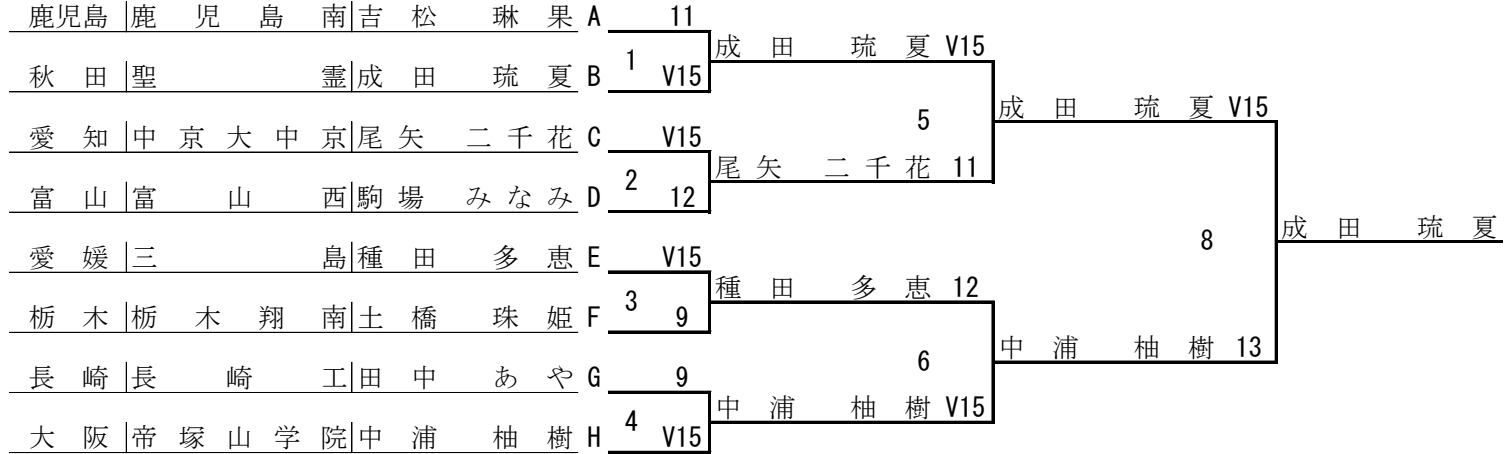 鹿児島 鹿児島南 吉松 琳果 A 11
成田 琉夏 V15
1
秋田 聖霊 成田 琉夏 B V15
5
成田 琉夏 V15
愛知 中京大中京 尾矢 二千花 C V15
尾矢 二千花 11
2
富山 富山西 駒場 みなみ D 12
8
成田 琉夏
愛媛 三島 種田 多恵 E V15
種田 多恵 12
3
栃木 栃木翔南 土橋 珠姫 F 9
6
中浦 柚樹 13
長崎 長崎工 田中 あや G 9
中浦 柚樹 V15
4
大阪 帝塚山学院 中浦 柚樹 H V15